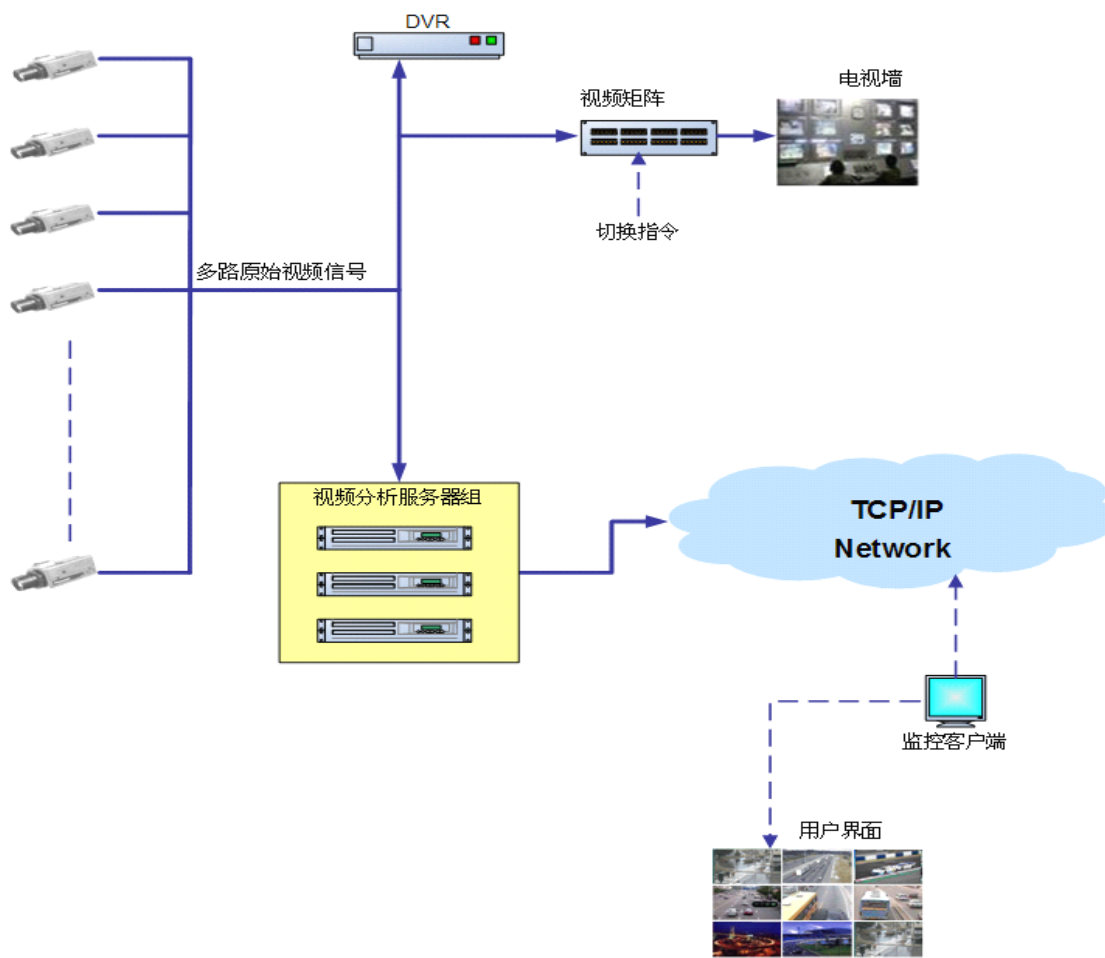 DVR
视频矩阵
电视墙
切换指令
多路原始视频信号
视频分析服务器组
TCP/IP
Network
监控客户端
用户界面